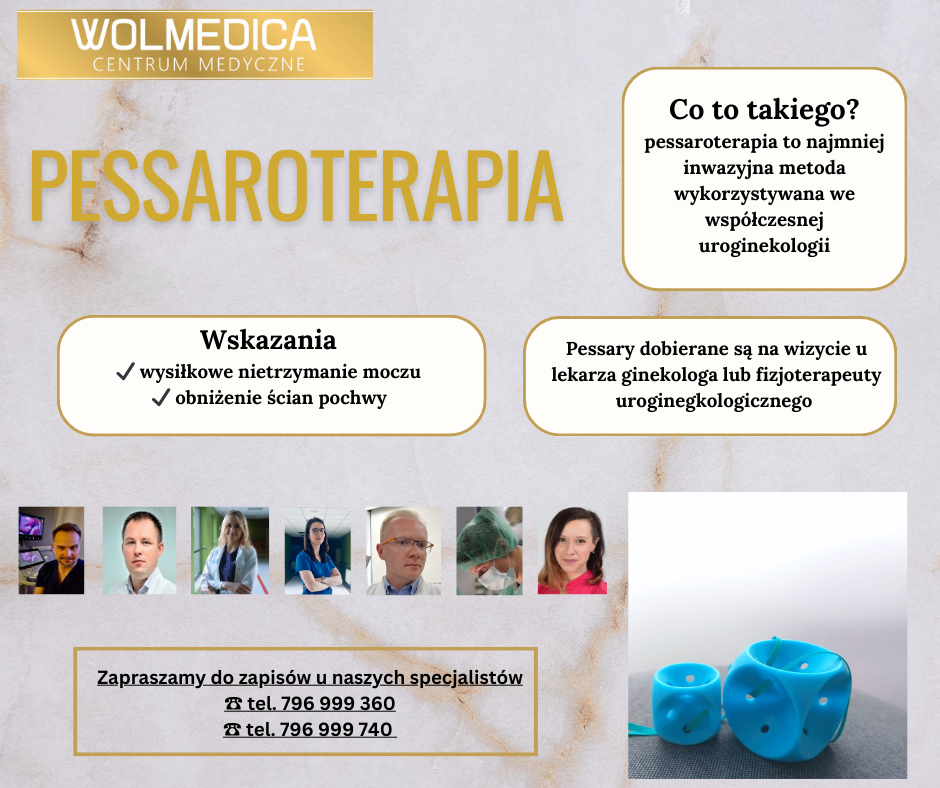 WOLMEDICA
CENTRUM MEDYCZNE
PESSAROTERAPIA
Co to takiego?
pessaroterapia to najmniej
inwazyjna metoda
wykorzystywana we
współczesnej
uroginekologii
Wskazania
✓ wysiłkowe nietrzymanie moczu
✓ obniżenie ścian pochwy
Pessary dobierane są na wizycie u
lekarza ginekologa lub fizjoterapeuty
uroginegkologicznego
Zapraszamy do zapisów u naszych specjalistów
☎ tel. 796 999 360
☎ tel. 796 999 740